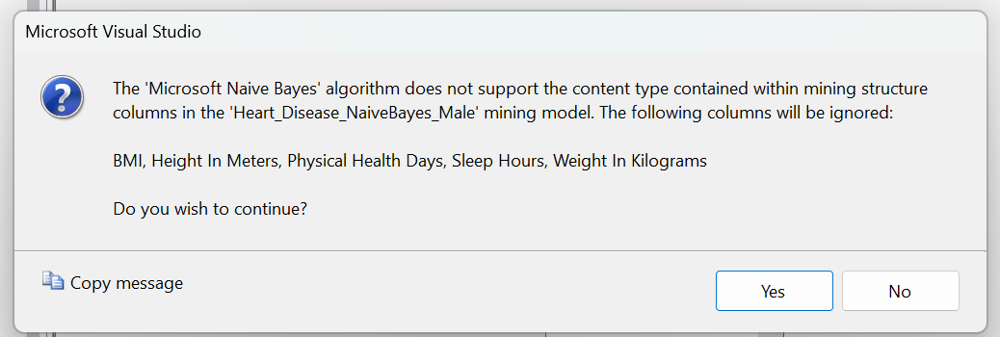 Microsoft Visual Studio
The 'Microsoft Naive Bayes' algorithm does not support the content type contained within mining structure
columns in the 'Heart_Disease_NaiveBayes_Male' mining model. The following columns will be ignored:
BMI, Height In Meters, Physical Health Days, Sleep Hours, Weight In Kilograms
Do you wish to continue?
Copy message
Yes
No